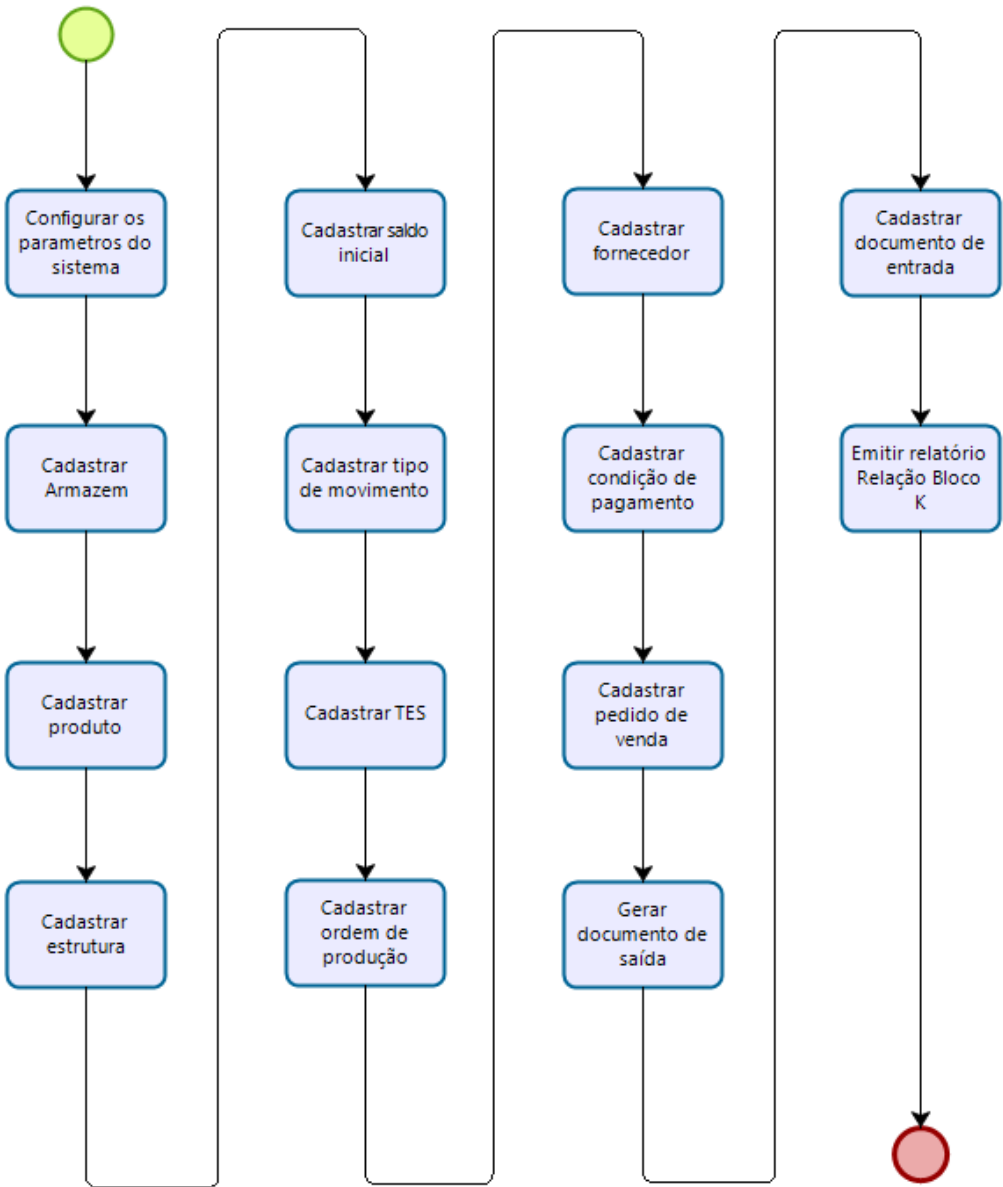 Configurar os
parametros do
sistema
Cadastrar
Armazem
Cadastrar
produto
Cadastrar
estrutura
Cadastrar saldo
inicial
Cadastrar tipo
de movimento
Cadastrar TES
Cadastrar
ordem de
produção
Cadastrar
fornecedor
Cadastrar
condição de
pagamento
Cadastrar
pedido de
venda
Gerar
documento de
saída
Cadastrar
documento de
entrada
Emitir relatório
Relação Bloco
K